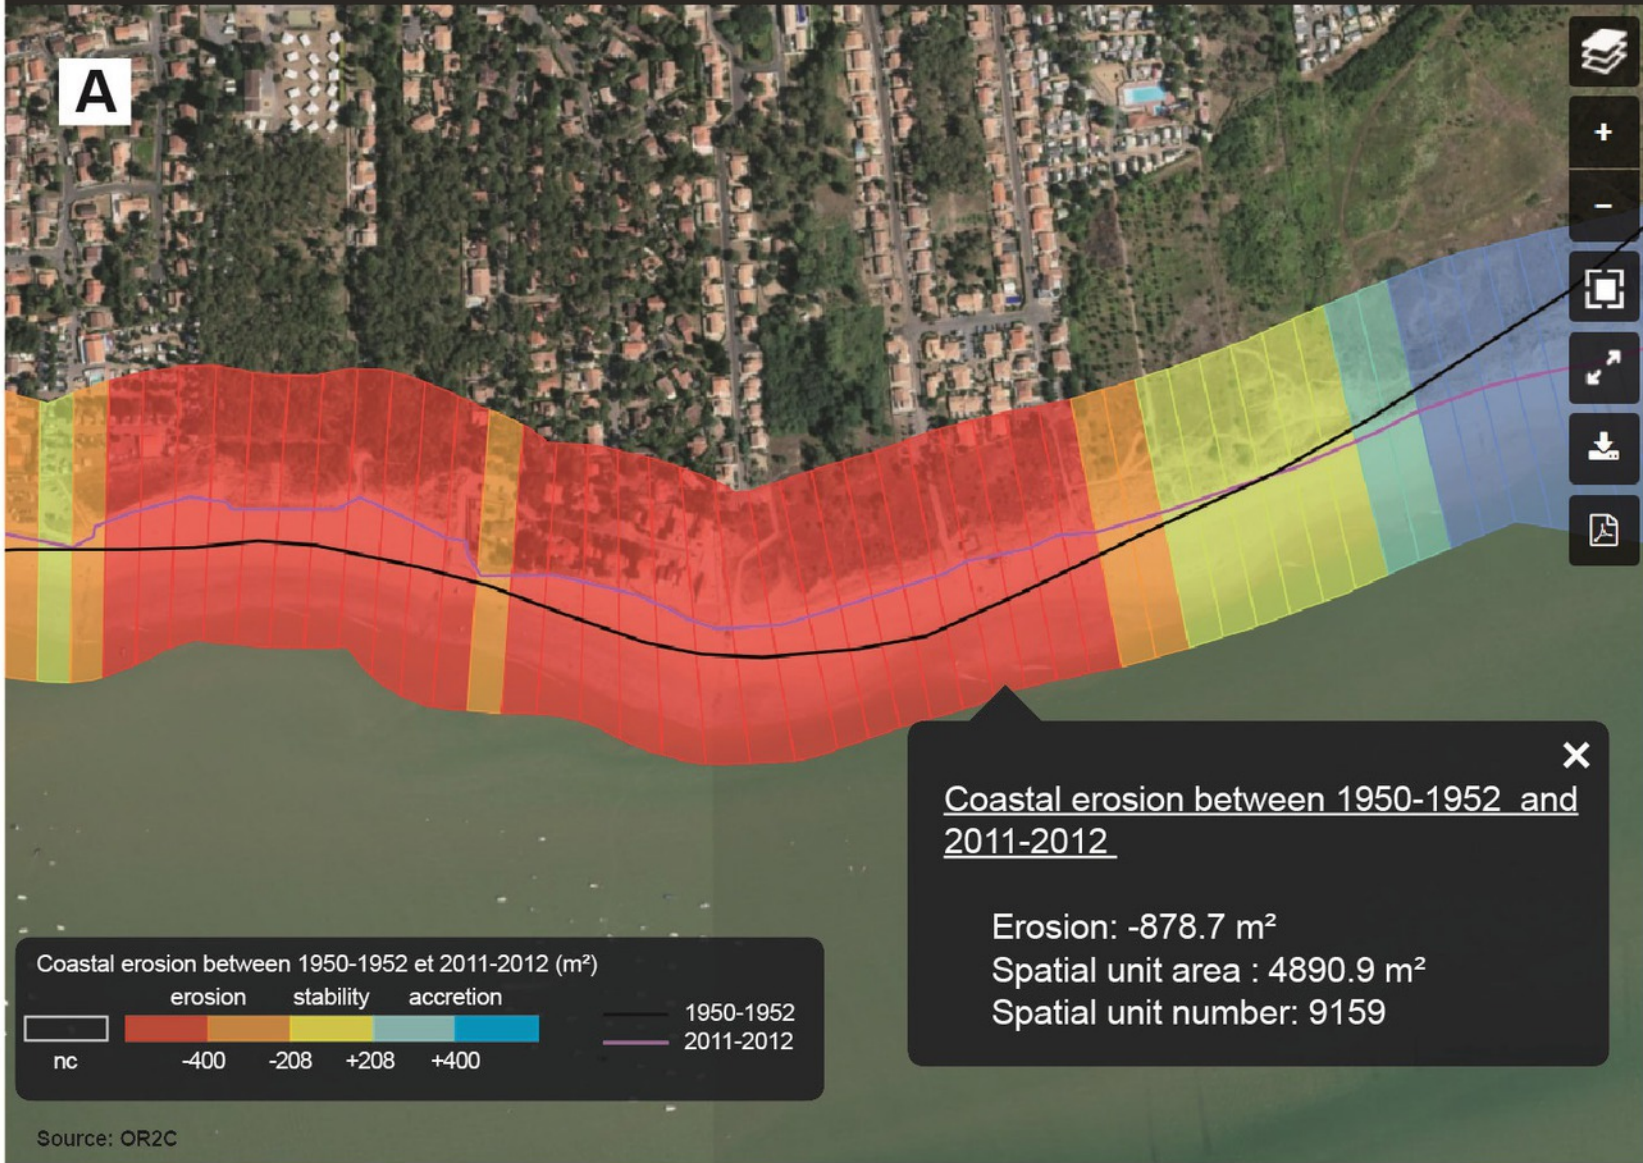 A
+
−
Coastal erosion between 1950-1952 and
2011-2012
Erosion: -878.7 m²
Spatial unit area : 4890.9 m²
Spatial unit number: 9159
Coastal erosion between 1950-1952 et 2011-2012 (m²)
erosion stability accretion
nc -400 -208 +208 +400
1950-1952
2011-2012
Source: OR2C